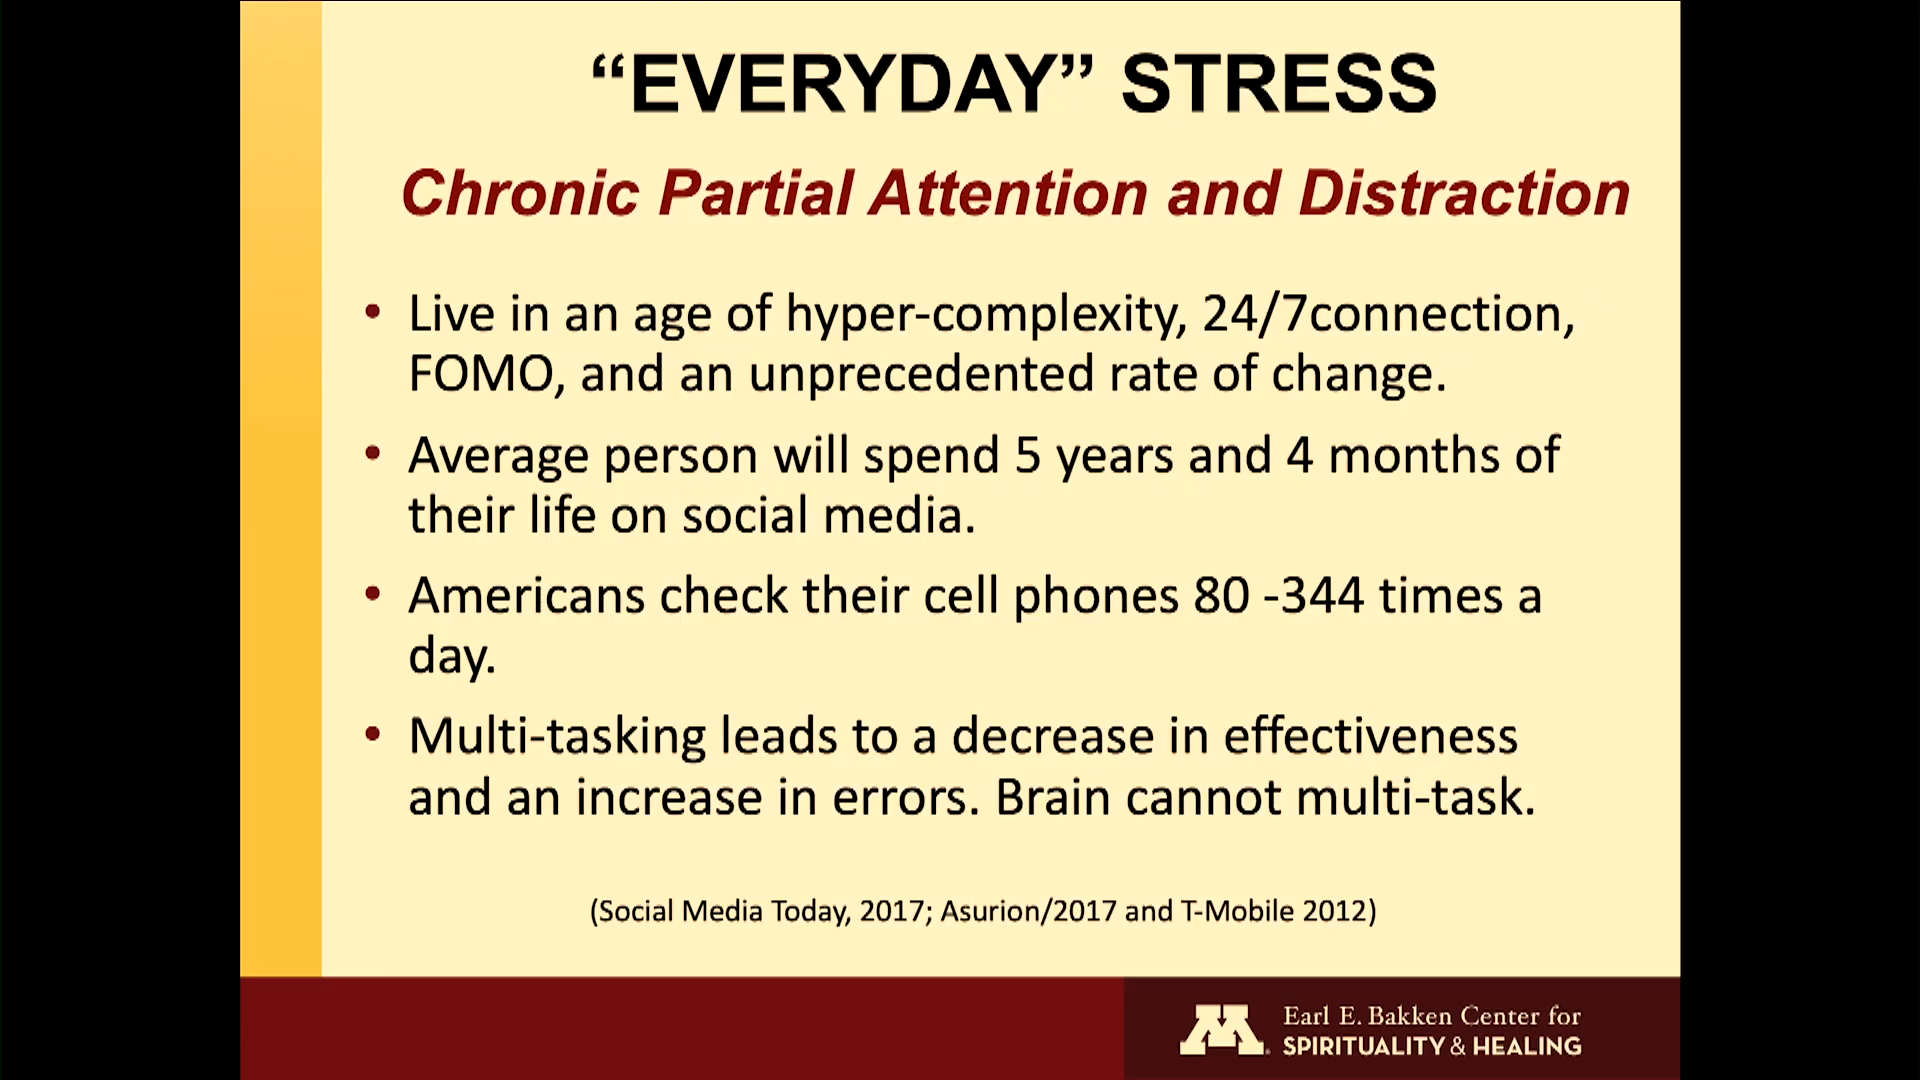 “EVERYDAY” STRESS
Chronic Partial Attention and Distraction
• Live in an age of hyper-complexity, 24/7connection,
FOMO, and an unprecedented rate of change.
• Average person will spend 5 years and 4 months of
their life on social media.
• Americans check their cell phones 80 -344 times a
day.
• Multi-tasking leads to a decrease in effectiveness
and an increase in errors. Brain cannot multi-task.
(Social Media Today, 2017; Asurion/2017 and T-Mobile 2012)
M
Earl E. Bakken Center for
SPIRITUALITY & HEALING